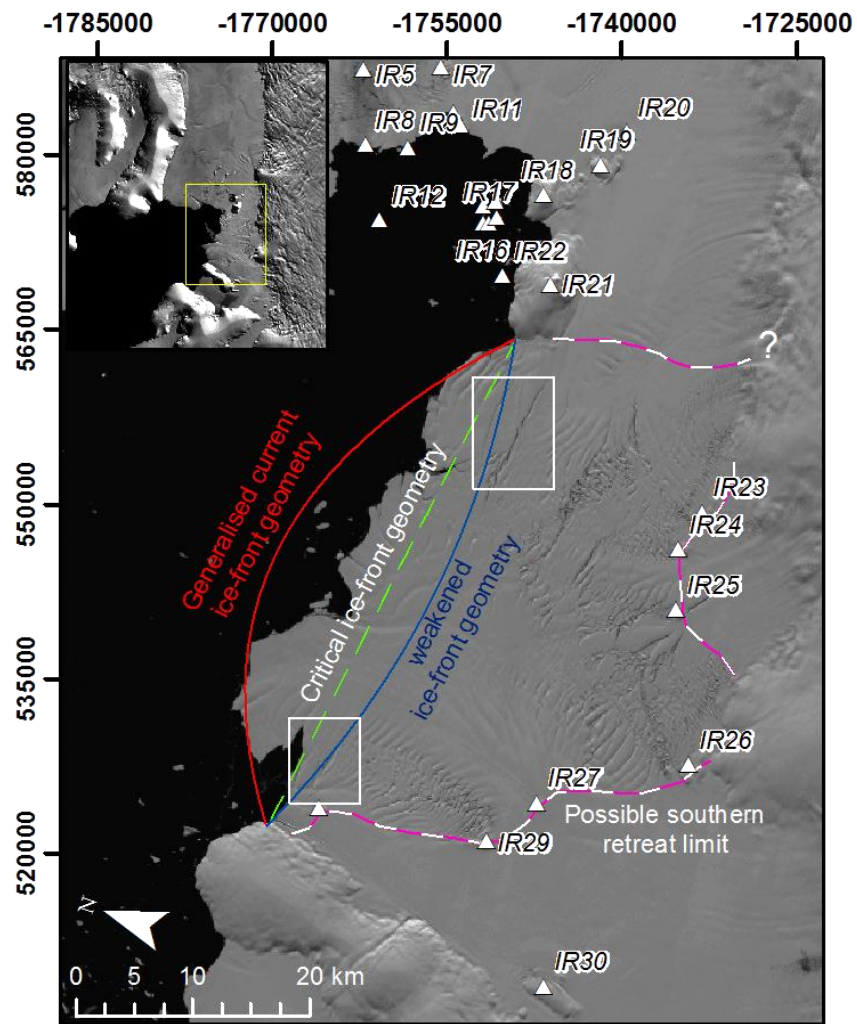 -1785000 -1770000 -1755000 -1740000 -1725000
580000
565000
550000
535000
520000
IR5
IR7
IR11
IR20
IR8
IR9
IR19
IR18
IR12
IR17
IR16
IR22
IR21
?
Generalised current
ice-front geometry
Critical ice-front geometry
weakened
ice-front geometry
IR23
IR24
IR25
IR26
IR27
Possible southern
retreat limit
IR29
N
IR30
0 5 10 20 km